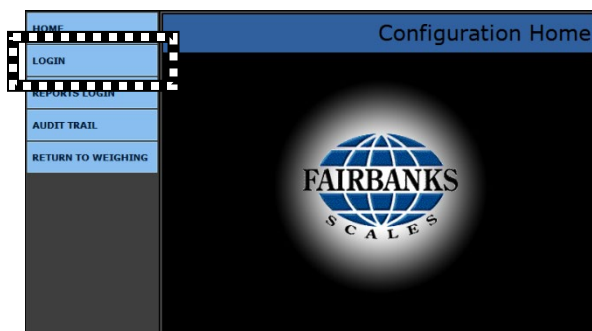 HOME
Configuration Home
LOGIN
REPORTS LOGIN
AUDIT TRAIL
RETURN TO WEIGHING
FAIRBANKS
SCALES